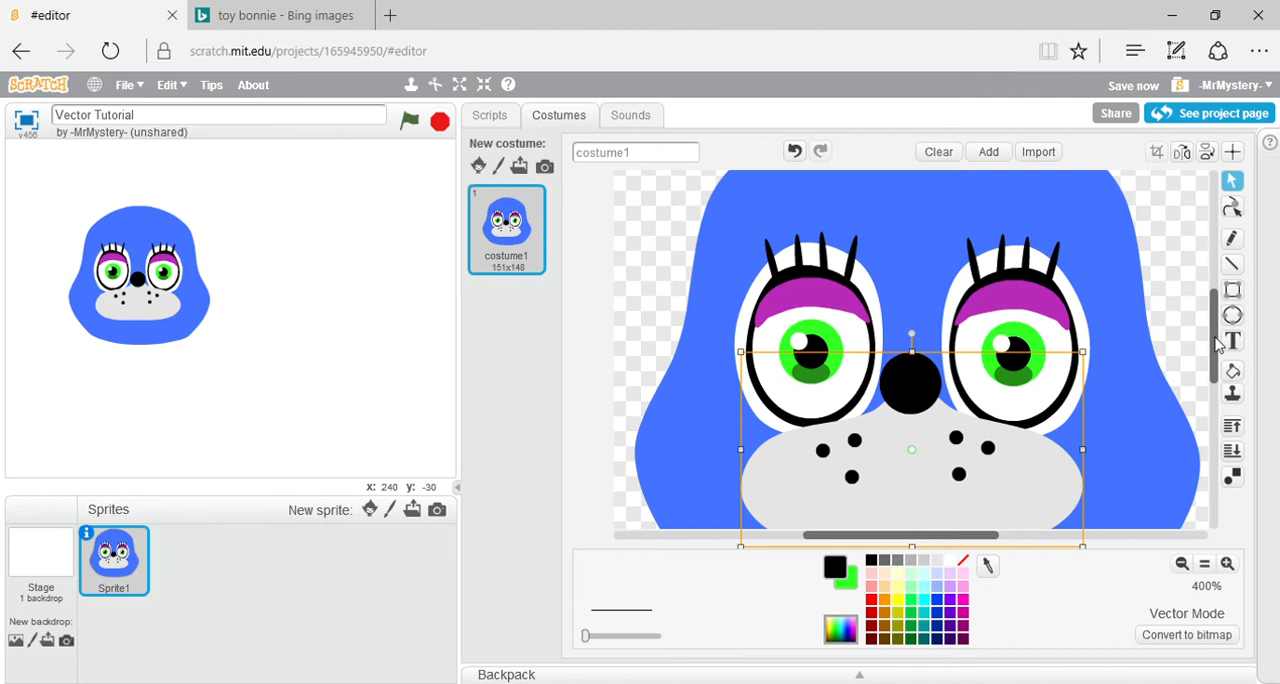 #editor
toy bonnie - Bing images
scratch.mit.edu/projects/165945950/#editor
SCRATCH
File
Edit
Tips
About
Save now
-MrMystery-
v456
Vector Tutorial
by -MrMystery- (unshared)
Scripts
Costumes
Sounds
Share
See project page
New costume:
costume1
Clear
Add
Import
1
costume1
151x148
T
x: 240 y: -30
Sprites
New sprite:
Stage
1 backdrop
New backdrop:
Sprite1
400%
Vector Mode
Convert to bitmap
Backpack